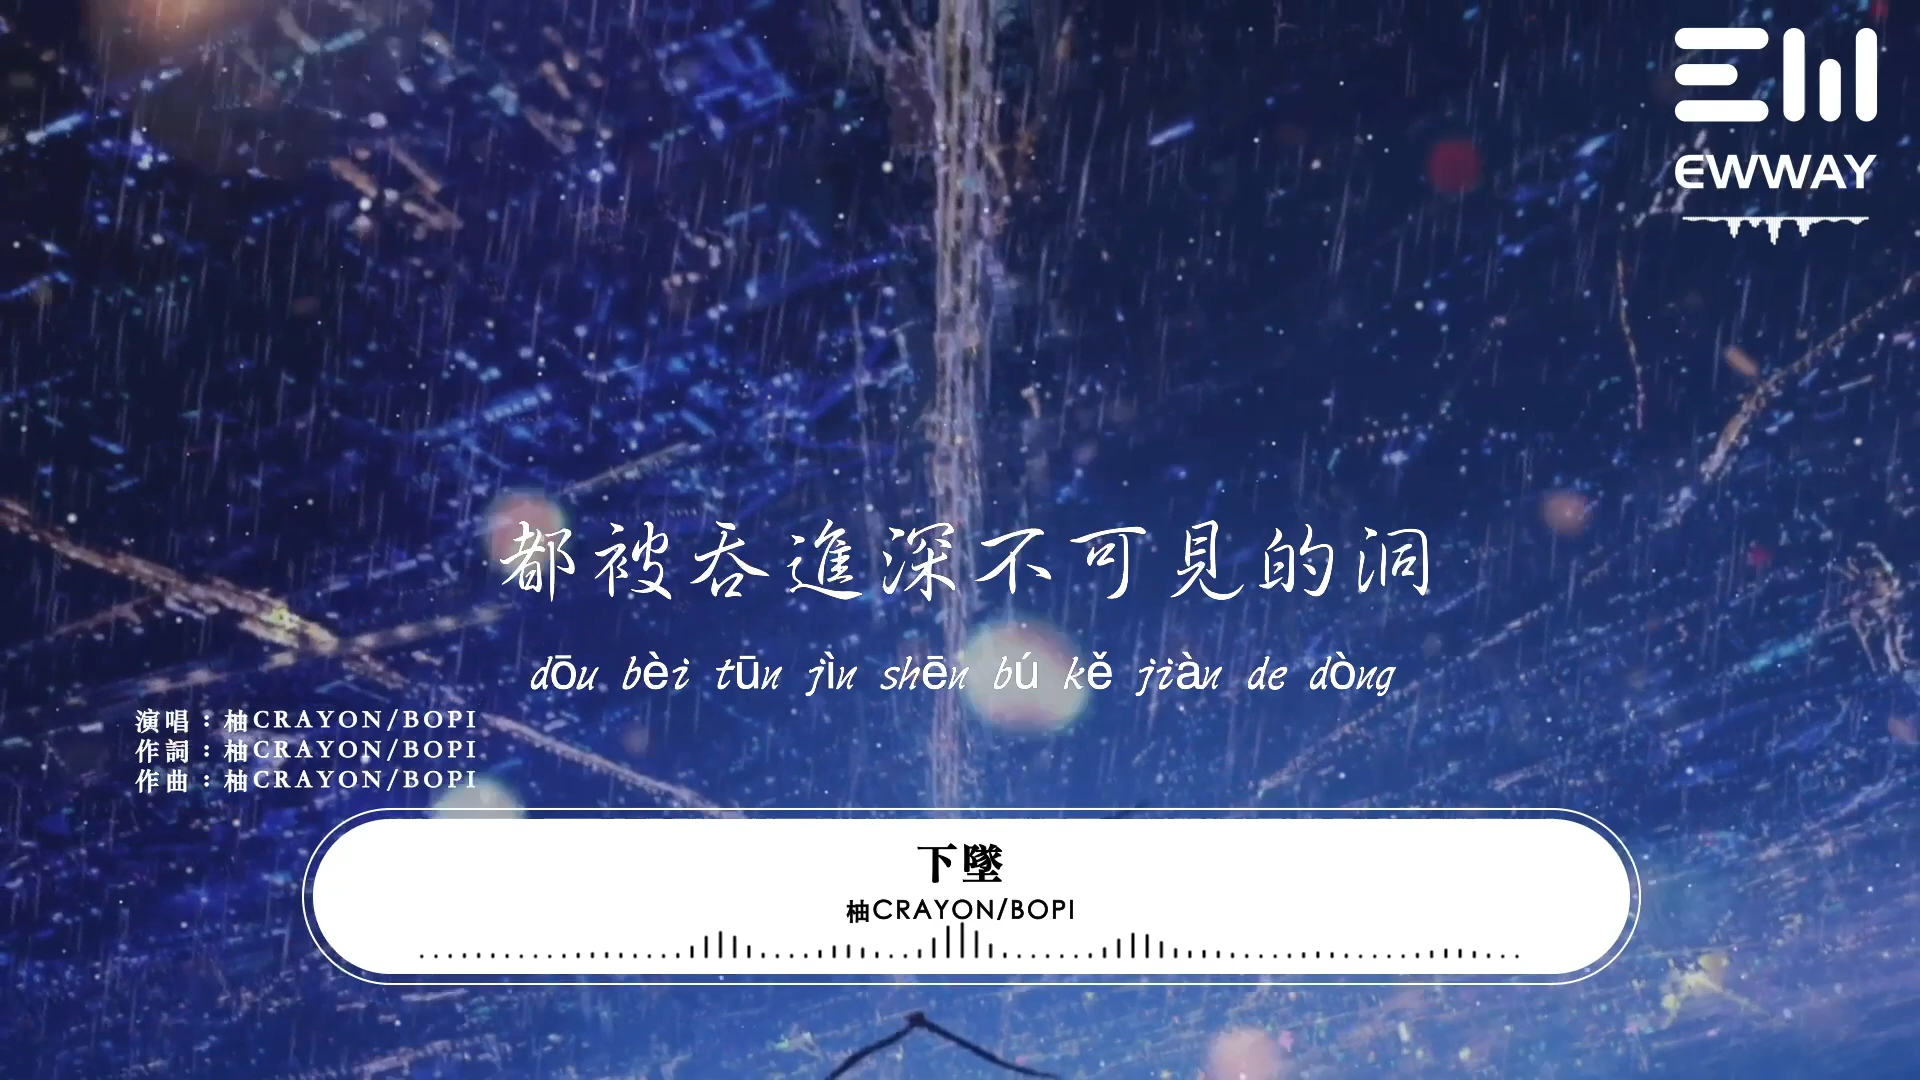 EW
EWWAY
都被吞進深不可見的洞
dōu bèi tūn jìn shēn bú kě jiàn de dòng
演唱：柚CRAYON/BOPI
作詞：柚CRAYON/BOPI
作曲：柚CRAYON/BOPI
下墜
柚CRAYON/BOPI